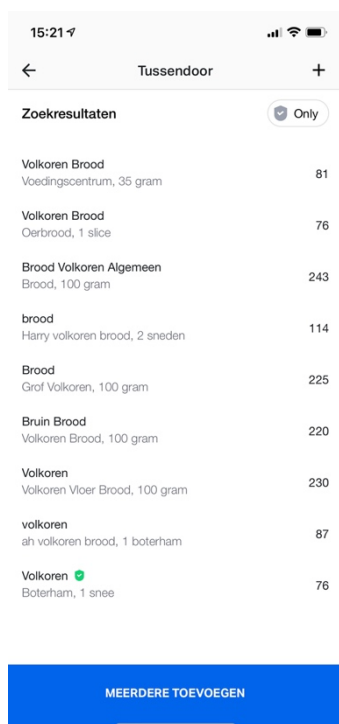 15:21
Tussendoor
Zoekresultaten
Only
Volkoren Brood
Voedingscentrum, 35 gram
81
Volkoren Brood
Oerbrood, 1 slice
76
Brood Volkoren Algemeen
Brood, 100 gram
243
brood
Harry volkoren brood, 2 sneden
114
Brood
Grof Volkoren, 100 gram
225
Bruin Brood
Volkoren Brood, 100 gram
220
Volkoren
Volkoren Vloer Brood, 100 gram
230
volkoren
ah volkoren brood, 1 boterham
87
Volkoren
Boterham, 1 snee
76
MEERDERE TOEVOEGEN